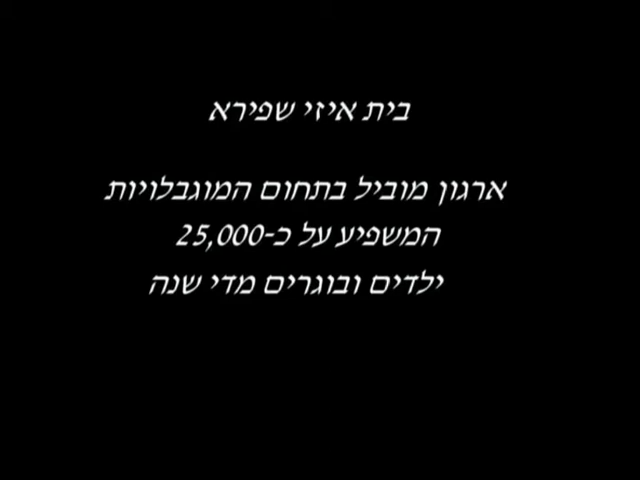 בית איזי שפירא
ארגון מוביל בתחום המוגבלויות
המשפיע על כ-25,000
ילדים ובוגרים מדי שנה